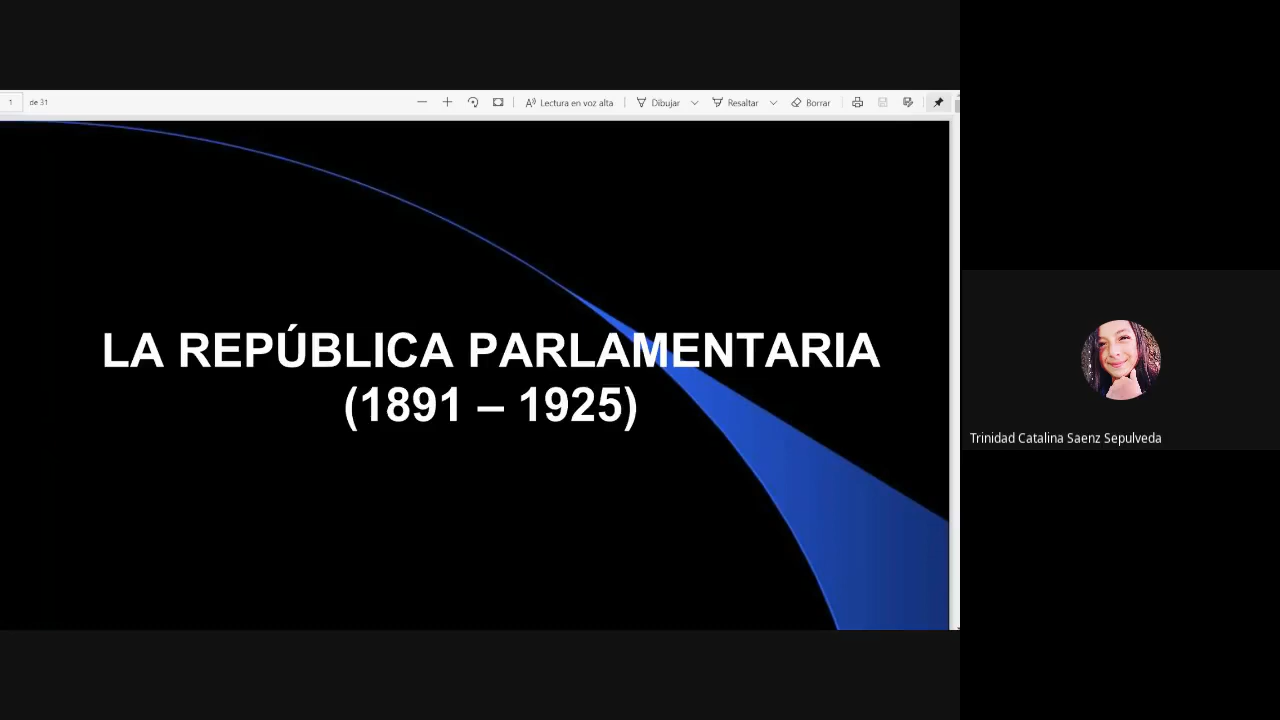 1 de 31 Lectura en voz alta Dibujar Resaltar Borrar
LA REPÚBLICA PARLAMENTARIA
(1891 – 1925)
Trinidad Catalina Saenz Sepulveda